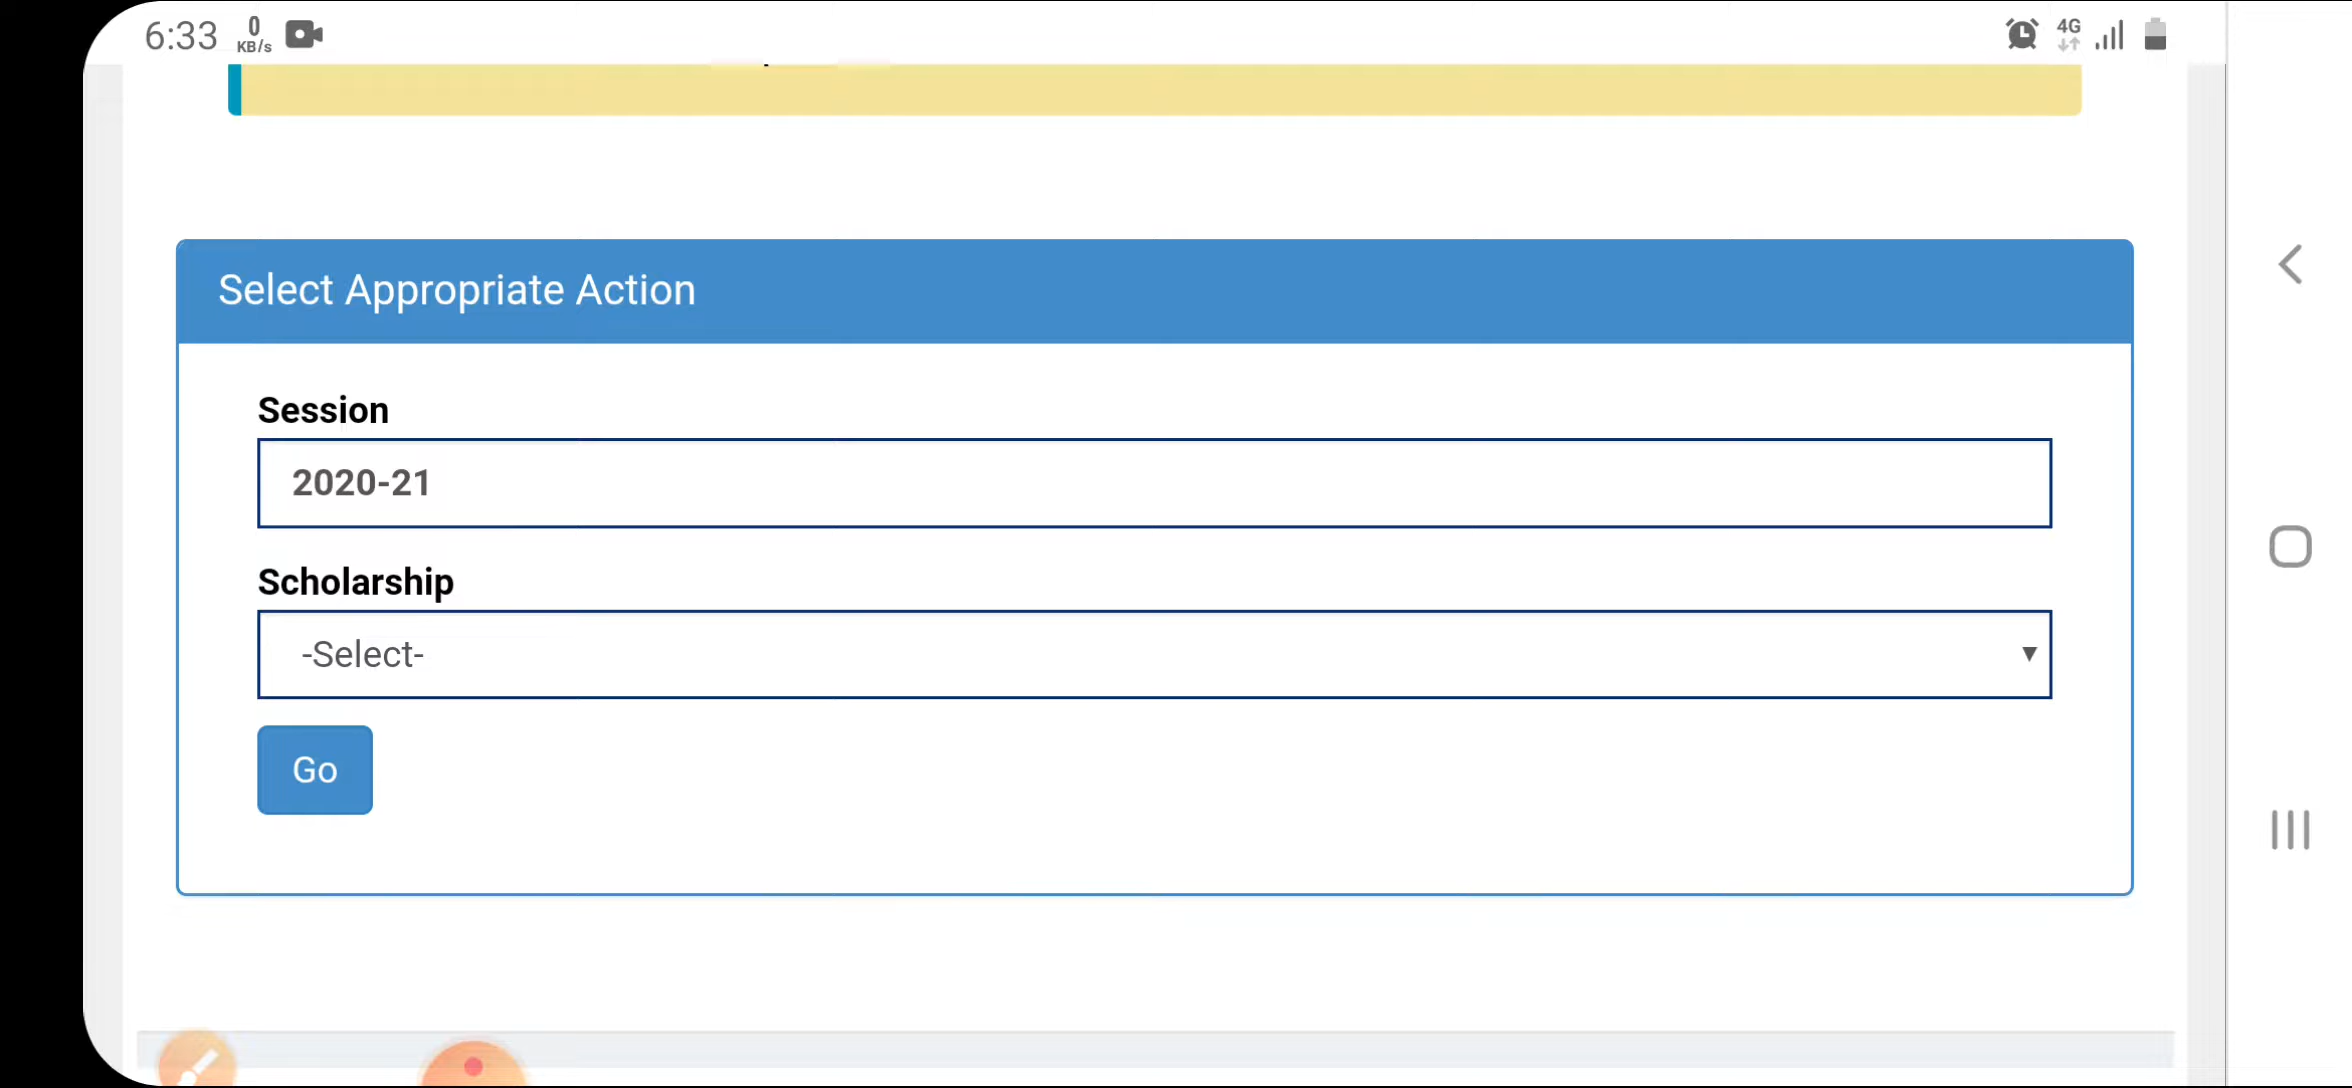 6:33 0 KB/s 4G
Select Appropriate Action
Session
2020-21
Scholarship
-Select-
Go